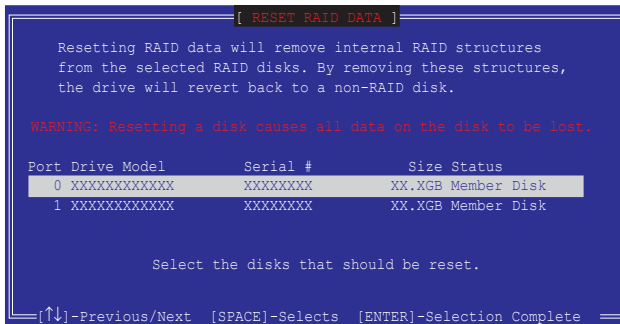 [ RESET RAID DATA ]
Resetting RAID data will remove internal RAID structures
from the selected RAID disks. By removing these structures,
the drive will revert back to a non-RAID disk.
WARNING: Resetting a disk causes all data on the disk to be lost.
Port Drive Model Serial # Size Status
0 XXXXXXXXXXXX XXXXXXXX XX.XGB Member Disk
1 XXXXXXXXXXXX XXXXXXXX XX.XGB Member Disk
Select the disks that should be reset.
[↑↓]-Previous/Next [SPACE]-Selects [ENTER]-Selection Complete